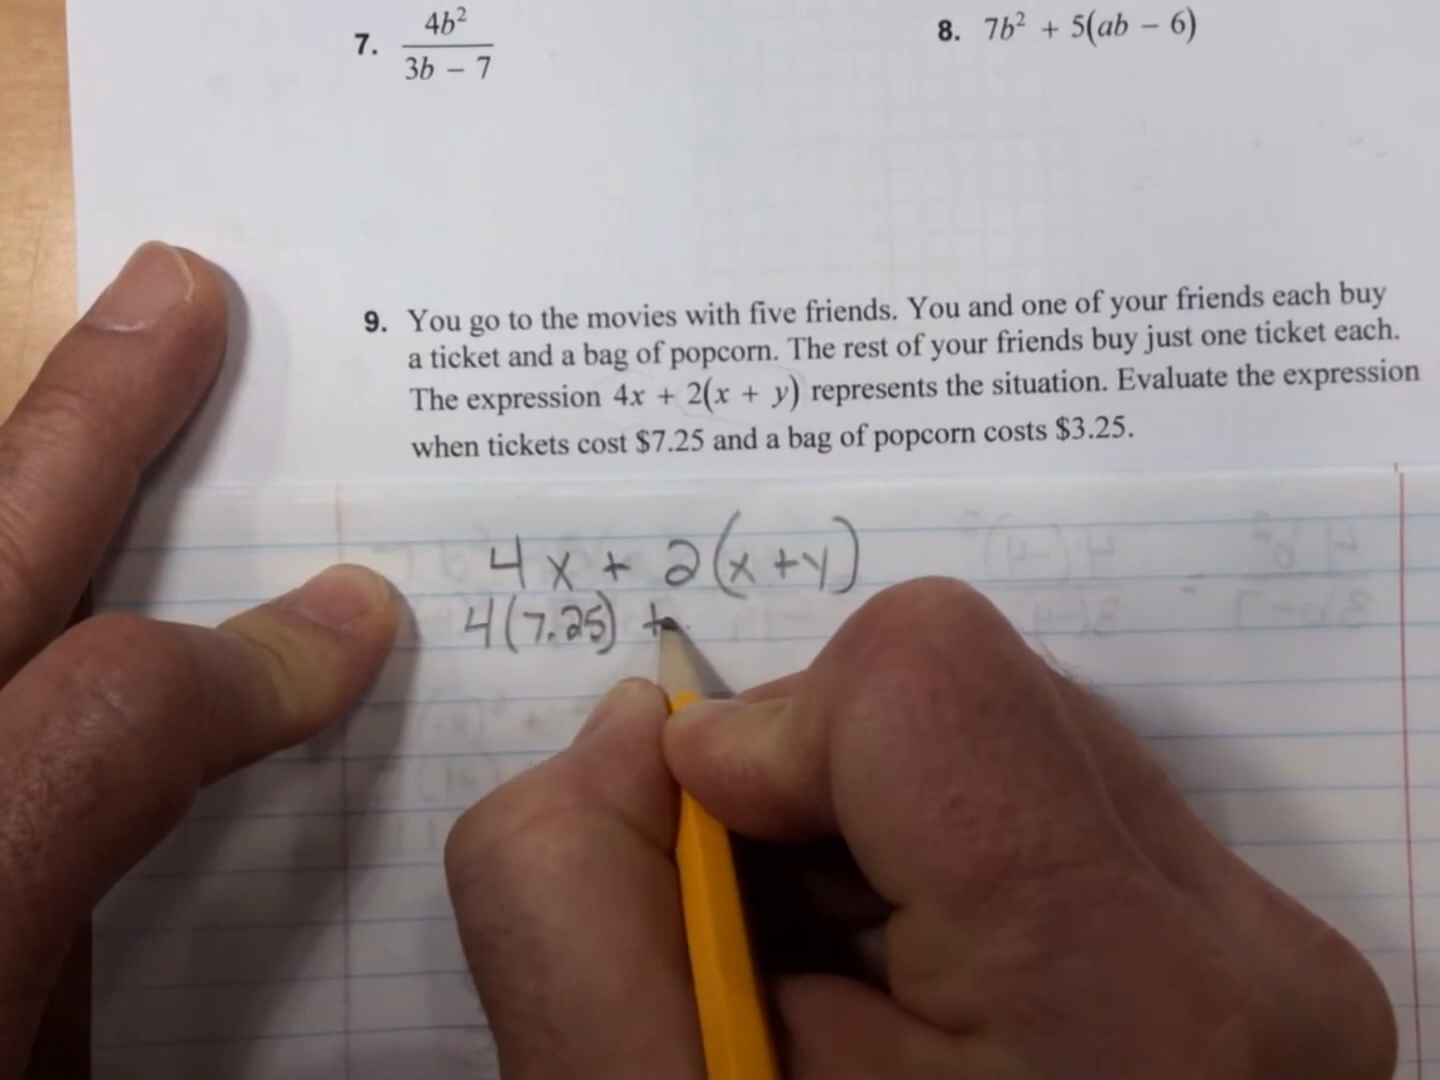 7. 4b² / 3b − 7
8. 7b² + 5(ab − 6)
9. You go to the movies with five friends. You and one of your friends each buy
a ticket and a bag of popcorn. The rest of your friends buy just one ticket each.
The expression 4x + 2(x + y) represents the situation. Evaluate the expression
when tickets cost $7.25 and a bag of popcorn costs $3.25.
4x + 2(x+y)
4(7.25) +